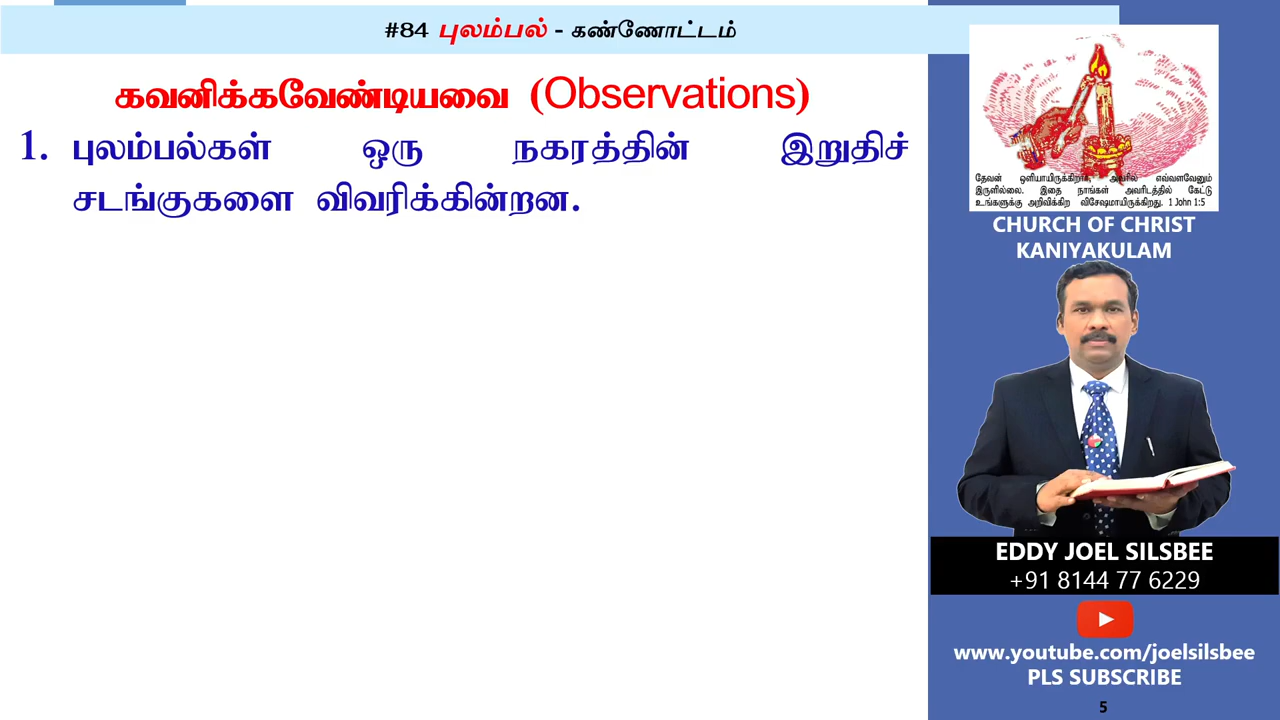 #84 புலம்பல் - கண்ணோட்டம்
கவனிக்கவேண்டியவை (Observations)
1. புலம்பல்கள் ஒரு நகரத்தின் இறுதிச்
சடங்குகளை விவரிக்கின்றன.
தேவன் ஒளியாயிருக்கிறார், அவரில் எவ்வளவேனும்
இருளில்லை. இதை நாங்கள் அவரிடத்தில் கேட்டு
உங்களுக்கு அறிவிக்கிற விசேஷமாயிருக்கிறது. 1 John 1:5
CHURCH OF CHRIST
KANIYAKULAM
EDDY JOEL SILSBEE
+91 8144 77 6229
www.youtube.com/joelsilsbee
PLS SUBSCRIBE
5